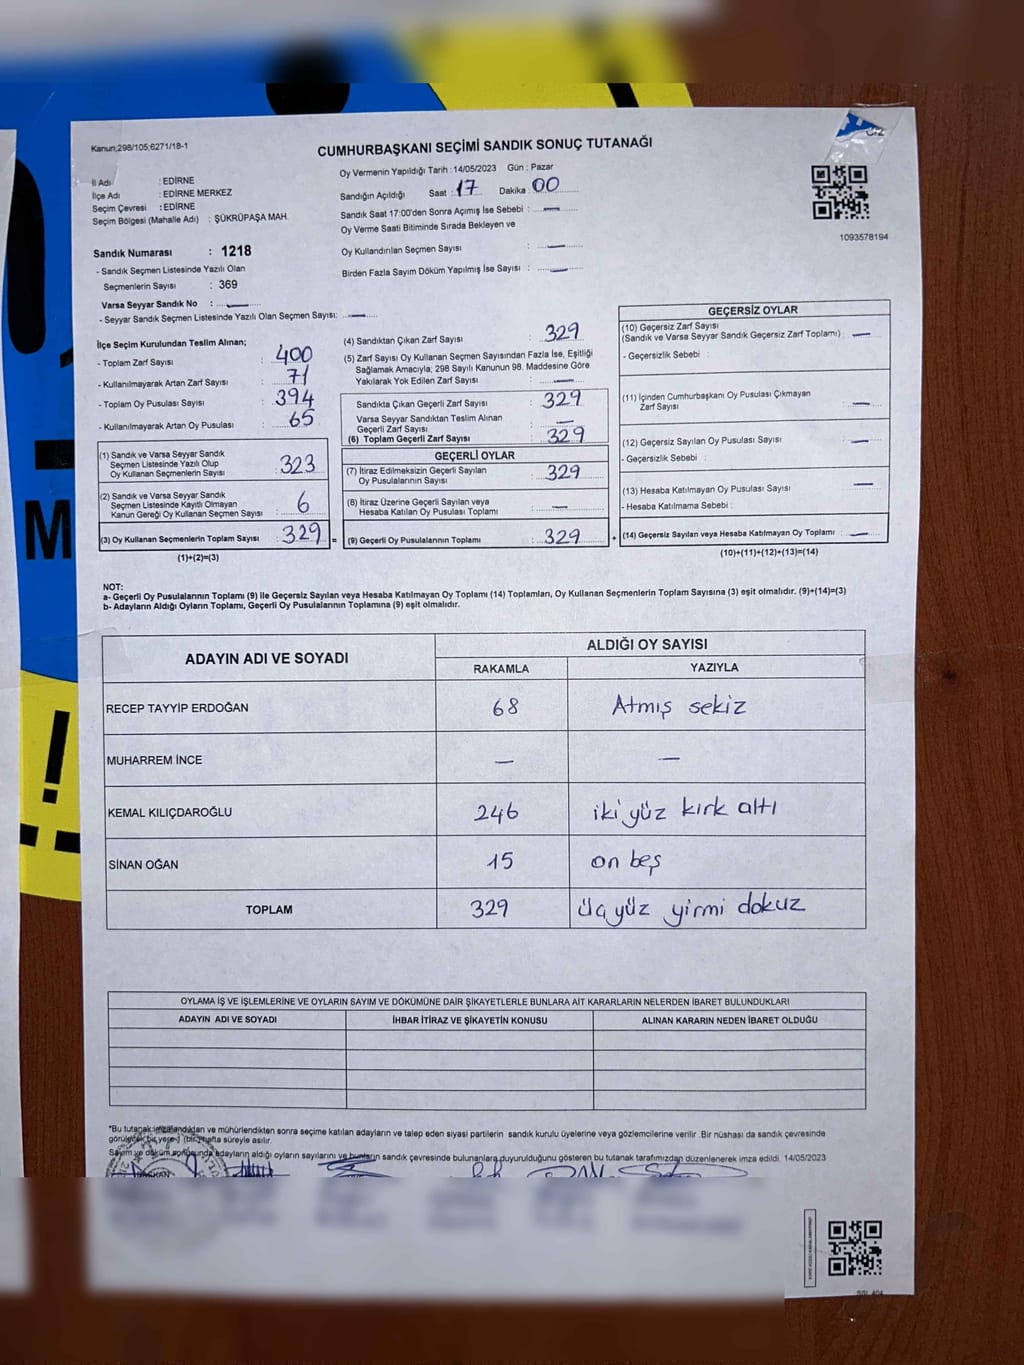 Kanun;298/105;6271/18-1
CUMHURBAŞKANI SEÇİMİ SANDIK SONUÇ TUTANAĞI
İl Adı : EDİRNE
İlçe Adı : EDİRNE MERKEZ
Seçim Çevresi : EDİRNE
Seçim Bölgesi (Mahalle Adı) : ŞÜKRÜPAŞA MAH.
Oy Vermenin Yapıldığı Tarih : 14/05/2023 Gün : Pazar
Sandığın Açıldığı Saat : 17 Dakika : 00
Sandık Saat 17:00'den Sonra Açımış İse Sebebi : —
Oy Verme Saati Bitiminde Sırada Bekleyen ve
Oy Kullandırılan Seçmen Sayısı : —
Birden Fazla Sayım Döküm Yapılmış İse Sayısı : —
1093578194
Sandık Numarası : 1218
- Sandık Seçmen Listesinde Yazılı Olan
Seçmenlerin Sayısı : 369
Varsa Seyyar Sandık No : —
- Seyyar Sandık Seçmen Listesinde Yazılı Olan Seçmen Sayısı: —
İlçe Seçim Kurulundan Teslim Alınan;
- Toplam Zarf Sayısı : 400
- Kullanılmayarak Artan Zarf Sayısı : 71
- Toplam Oy Pusulası Sayısı : 394
- Kullanılmayarak Artan Oy Pusulası : 65
(1) Sandık ve Varsa Seyyar Sandık
Seçmen Listesinde Yazılı Olup
Oy Kullanan Seçmenlerin Sayısı : 323
(2) Sandık ve Varsa Seyyar Sandık
Seçmen Listesinde Kayıtlı Olmayan
Kanun Gereği Oy Kullanan Seçmen Sayısı : 6
(3) Oy Kullanan Seçmenlerin Toplam Sayısı : 329 =
(1)+(2)=(3)
(4) Sandıktan Çıkan Zarf Sayısı : 329
(5) Zarf Sayısı Oy Kullanan Seçmen Sayısından Fazla İse, Eşitliği
Sağlamak Amacıyla; 298 Sayılı Kanunun 98. Maddesine Göre
Yakılarak Yok Edilen Zarf Sayısı : —
Sandıkta Çıkan Geçerli Zarf Sayısı : 329
Varsa Seyyar Sandıktan Teslim Alınan
Geçerli Zarf Sayısı : —
(6) Toplam Geçerli Zarf Sayısı : 329
GEÇERLİ OYLAR
(7) İtiraz Edilmeksizin Geçerli Sayılan
Oy Pusulalarının Sayısı : 329
(8) İtiraz Üzerine Geçerli Sayılan veya
Hesaba Katılan Oy Pusulası Toplamı : —
(9) Geçerli Oy Pusulalarının Toplamı : 329 +
GEÇERSİZ OYLAR
(10) Geçersiz Zarf Sayısı
(Sandık ve Varsa Seyyar Sandık Geçersiz Zarf Toplamı) : —
- Geçersizlik Sebebi :
(11) İçinden Cumhurbaşkanı Oy Pusulası Çıkmayan
Zarf Sayısı : —
(12) Geçersiz Sayılan Oy Pusulası Sayısı : —
- Geçersizlik Sebebi :
(13) Hesaba Katılmayan Oy Pusulası Sayısı : —
- Hesaba Katılmama Sebebi :
(14) Geçersiz Sayılan veya Hesaba Katılmayan Oy Toplamı : —
(10)+(11)+(12)+(13)=(14)
NOT:
a- Geçerli Oy Pusulalarının Toplamı (9) ile Geçersiz Sayılan veya Hesaba Katılmayan Oy Toplamı (14) Toplamları, Oy Kullanan Seçmenlerin Toplam Sayısına (3) eşit olmalıdır. (9)+(14)=(3)
b- Adayların Aldığı Oyların Toplamı, Geçerli Oy Pusulalarının Toplamına (9) eşit olmalıdır.
ADAYIN ADI VE SOYADI ALDIĞI OY SAYISI
RAKAMLA YAZIYLA
RECEP TAYYİP ERDOĞAN 68 Atmış sekiz
MUHARREM İNCE — —
KEMAL KILIÇDAROĞLU 246 iki yüz kırk altı
SİNAN OĞAN 15 on beş
TOPLAM 329 üç yüz yirmi dokuz
OYLAMA İŞ VE İŞLEMLERİNE VE OYLARIN SAYIM VE DÖKÜMÜNE DAİR ŞİKAYETLERLE BUNLARA AİT KARARLARIN NELERDEN İBARET BULUNDUKLARI
ADAYIN ADI VE SOYADI İHBAR İTİRAZ VE ŞİKAYETİN KONUSU ALINAN KARARIN NEDEN İBARET OLDUĞU
*Bu tutanak imzalandıktan ve mühürlendikten sonra seçime katılan adayların ve talep eden siyasi partilerin sandık kurulu üyelerine veya gözlemcilerine verilir. Bir nüshası da sandık çevresinde
görülecek bir yere (bir) hafta süreyle asılır.
Sayım ve döküm sonucunda adayların aldığı oyların sayılarını ve bunların sandık çevresinde bulunanlara duyurulduğunu gösteren bu tutanak tarafımızdan düzenlenerek imza edildi. 14/05/2023